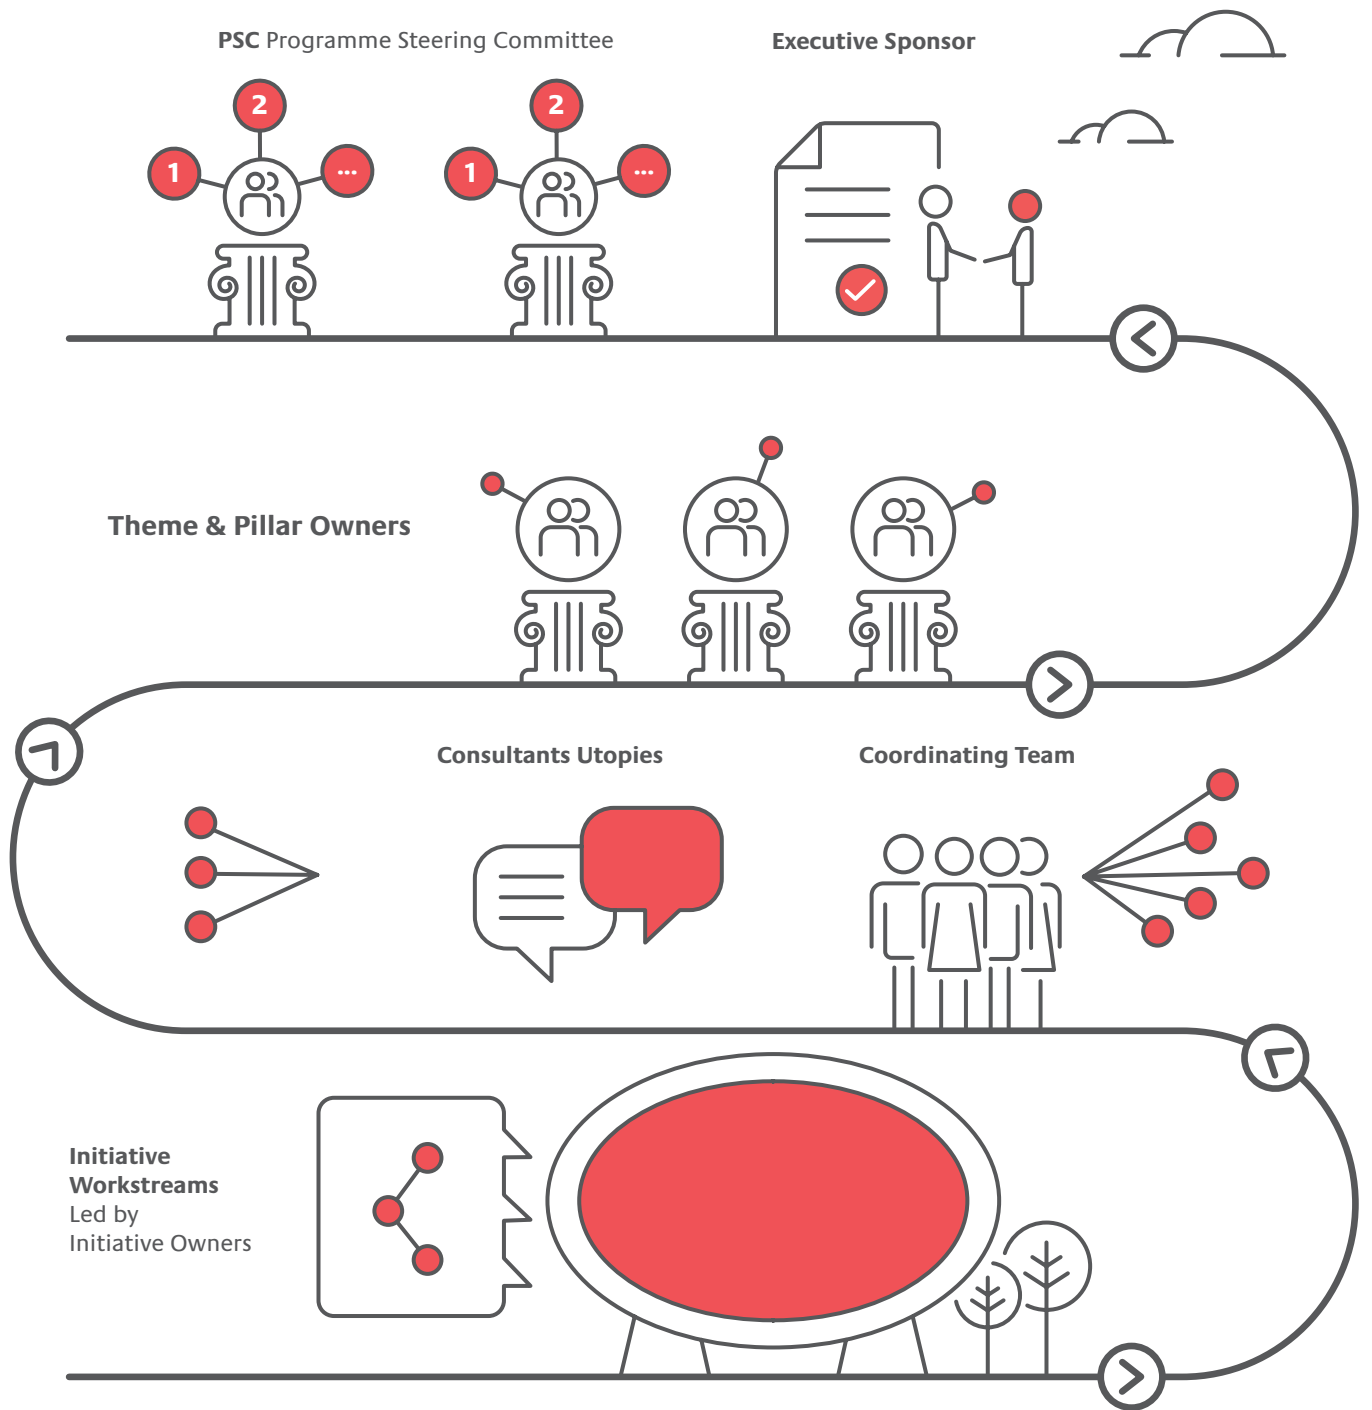 PSC Programme Steering Committee
Executive Sponsor
2
2
1
...
1
...
Theme & Pillar Owners
Consultants Utopies
Coordinating Team
Initiative
Workstreams
Led by
Initiative Owners